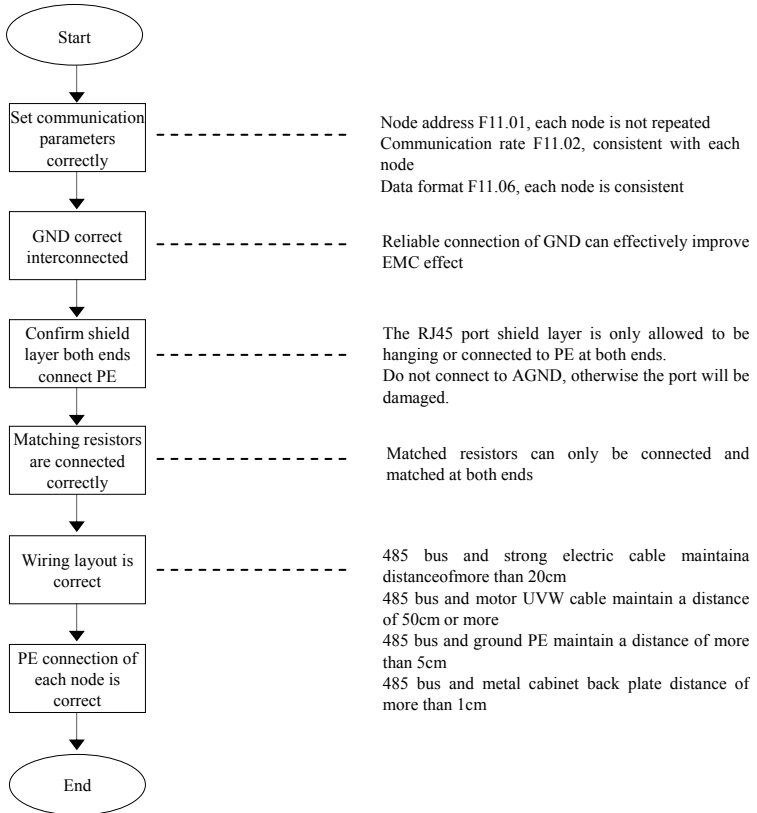 Start
Set communication
parameters
correctly
Node address F11.01, each node is not repeated
Communication rate F11.02, consistent with each
node
Data format F11.06, each node is consistent
GND correct
interconnected
Reliable connection of GND can effectively improve
EMC effect
Confirm shield
layer both ends
connect PE
The RJ45 port shield layer is only allowed to be
hanging or connected to PE at both ends.
Do not connect to AGND, otherwise the port will be
damaged.
Matching resistors
are connected
correctly
Matched resistors can only be connected and
matched at both ends
Wiring layout is
correct
485 bus and strong electric cable maintaina
distanceofmore than 20cm
485 bus and motor UVW cable maintain a distance
of 50cm or more
485 bus and ground PE maintain a distance of more
than 5cm
485 bus and metal cabinet back plate distance of
more than 1cm
PE connection of
each node is
correct
End